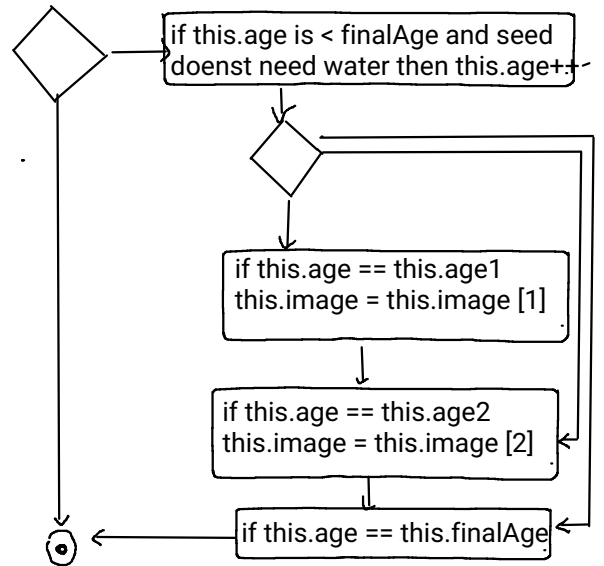 if this.age is < finalAge and seed
doenst need water then this.age++
if this.age == this.age1
this.image = this.image [1]
if this.age == this.age2
this.image = this.image [2]
if this.age == this.finalAge